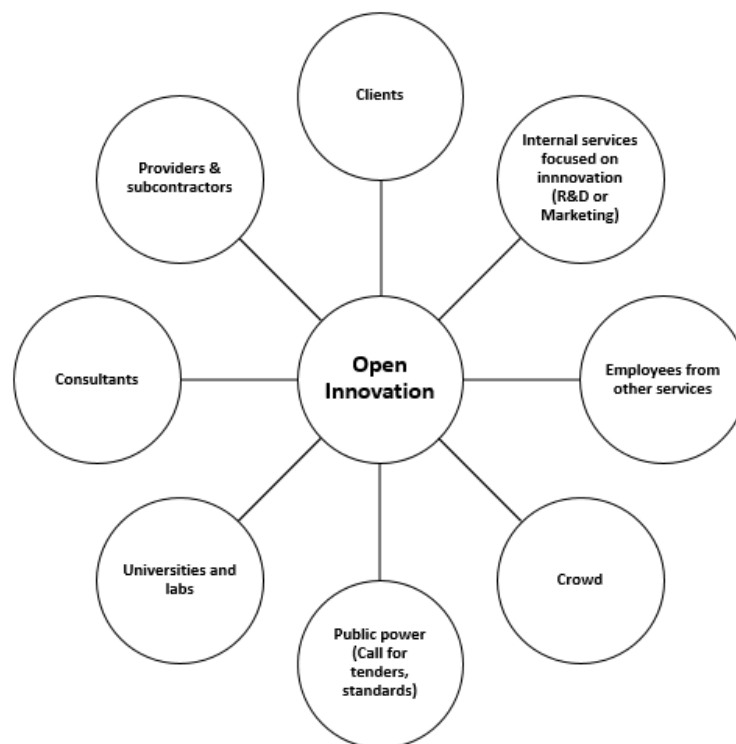 Clients
Internal services
focused on
innnovation
(R&D or
Marketing)
Providers &
subcontractors
Open
Innovation
Consultants
Employees from
other services
Universities and
labs
Crowd
Public power
(Call for
tenders,
standards)